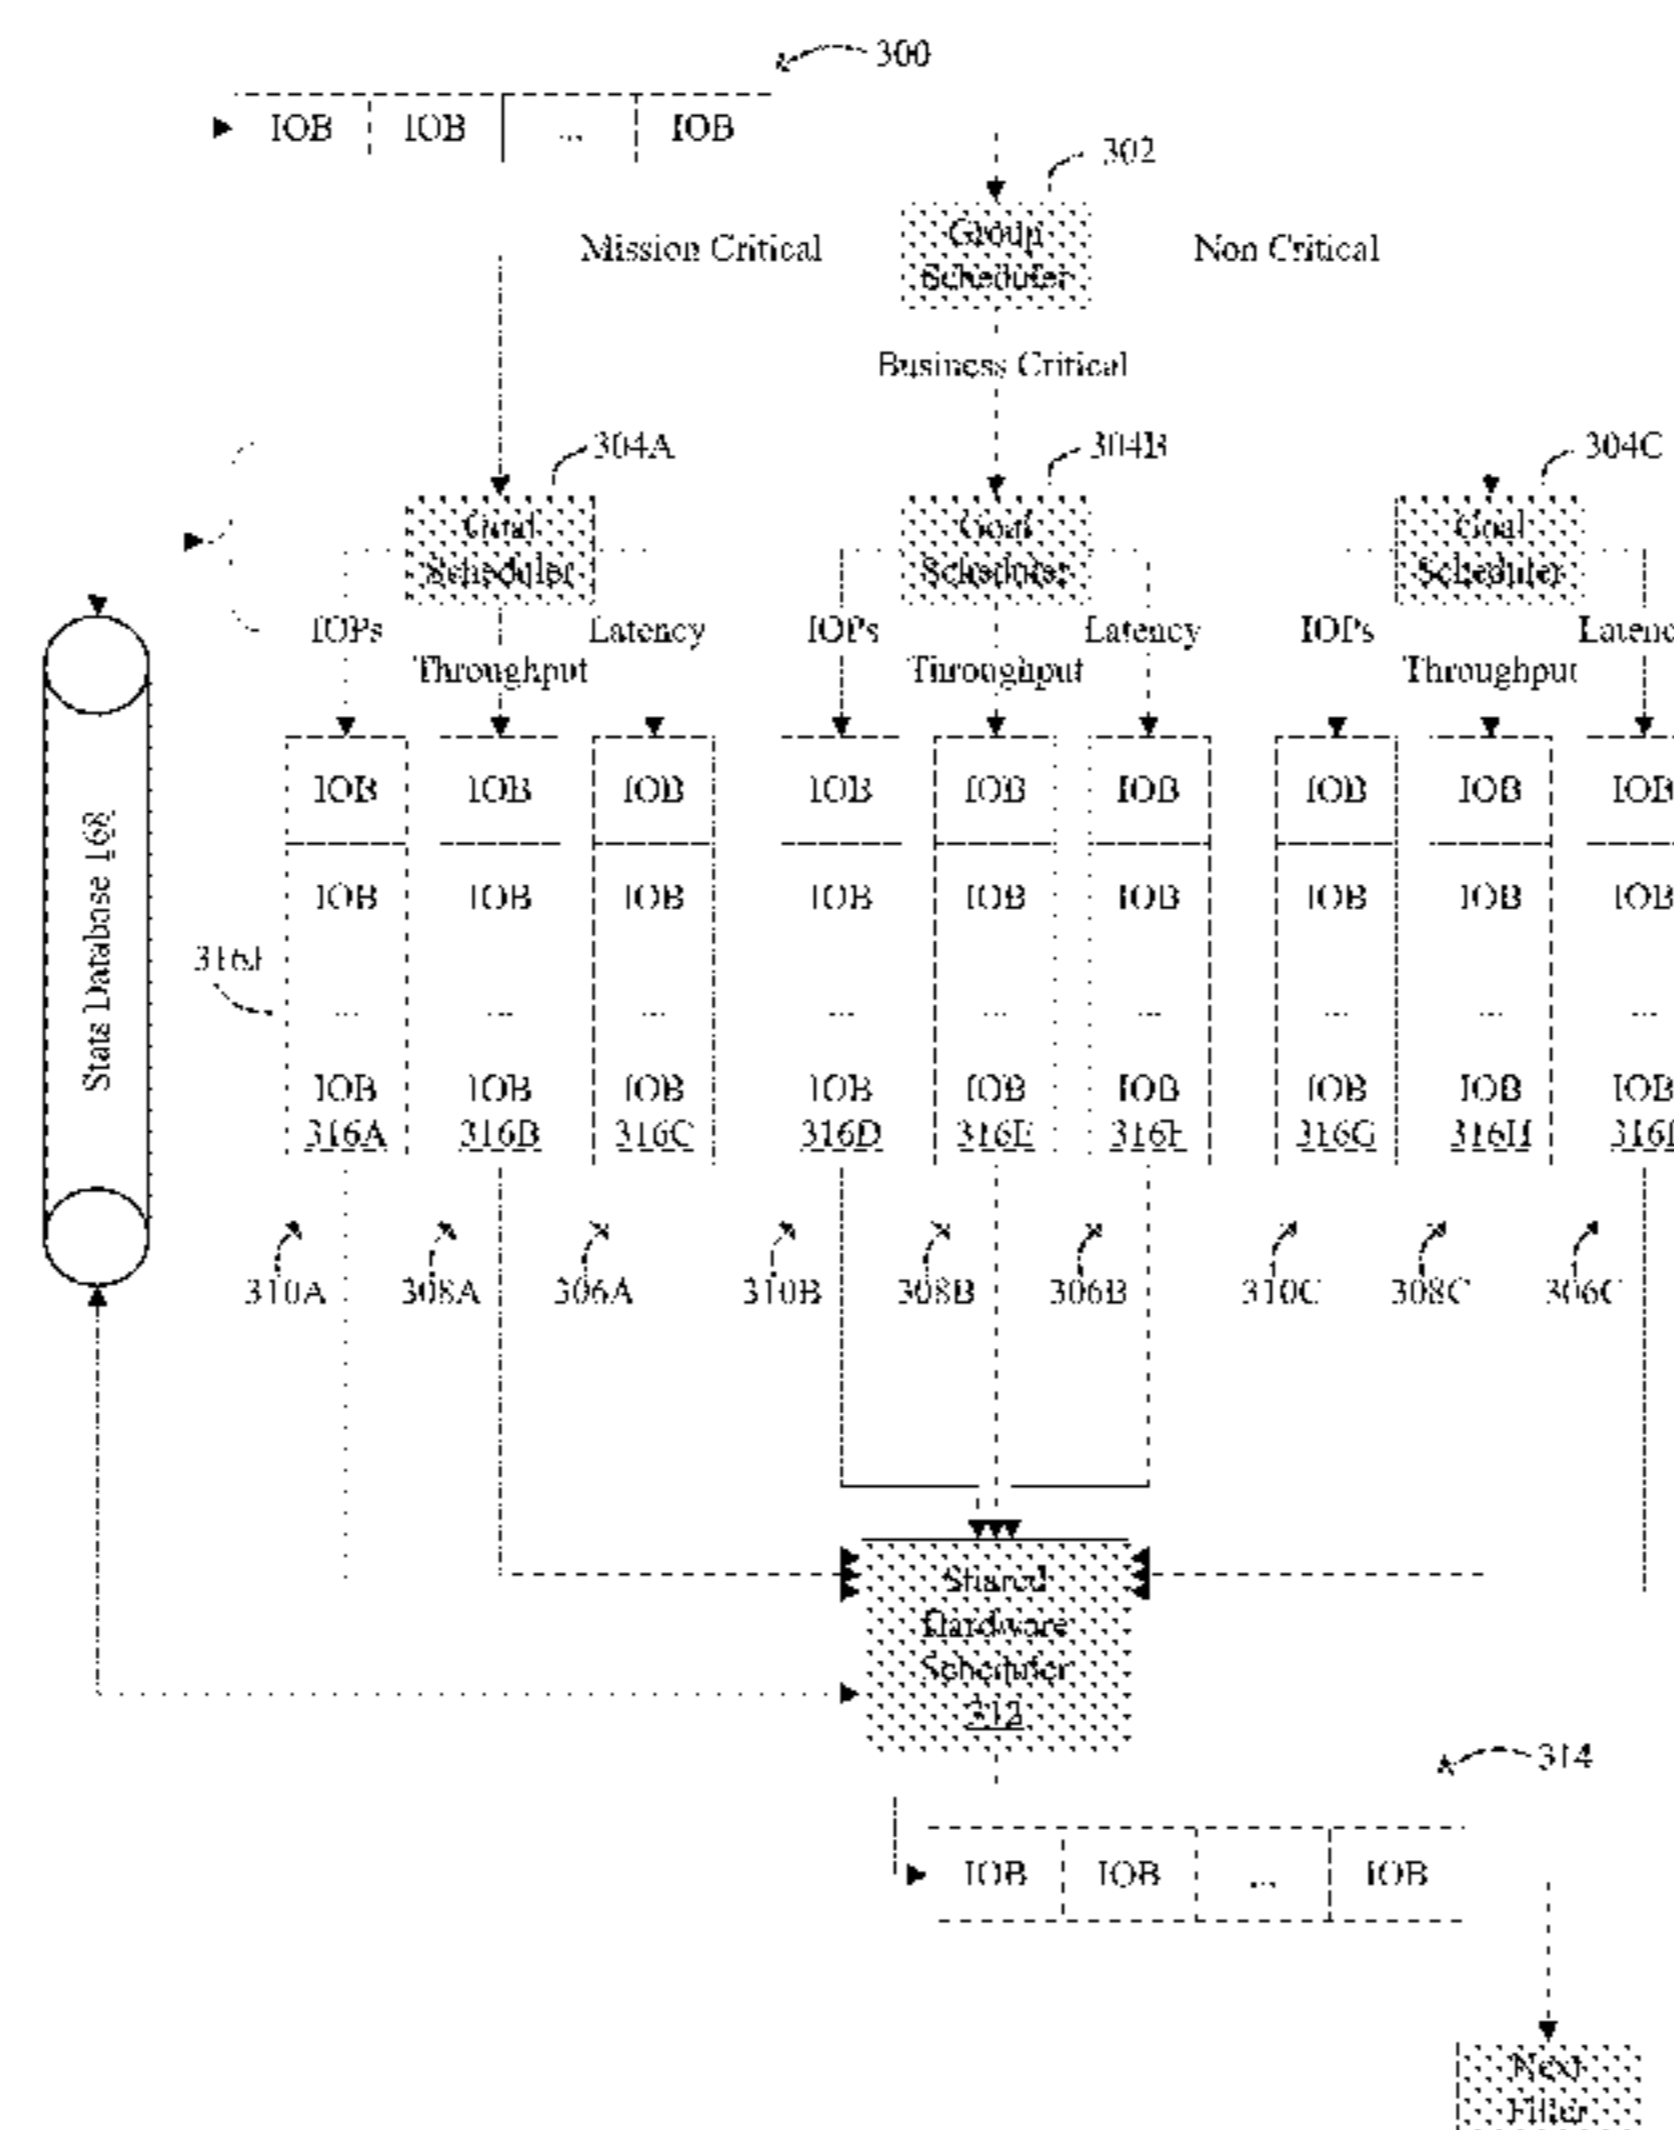 300
IOB IOB ... IOB
302
Mission Critical
Group
Scheduler
Non Critical
Business Critical
304A
304B
304C
Goal
Scheduler
Goal
Scheduler
Goal
Scheduler
IOPs
Latency
IOPs
Latency
IOPs
Throughput
Throughput
Throughput
IOB IOB IOB IOB IOB IOB IOB IOB IOB
IOB IOB IOB IOB IOB IOB IOB IOB IOB
Stats Database 168
316J
... ... ... ... ... ... ... ... ...
IOB IOB IOB IOB IOB IOB IOB IOB IOB
316A 316B 316C 316D 316E 316F 316G 316H
310A 308A 306A 310B 308B 306B 310C 308C 306C
Shared
Hardware
Scheduler
312
314
IOB IOB ... IOB
Next
Filter